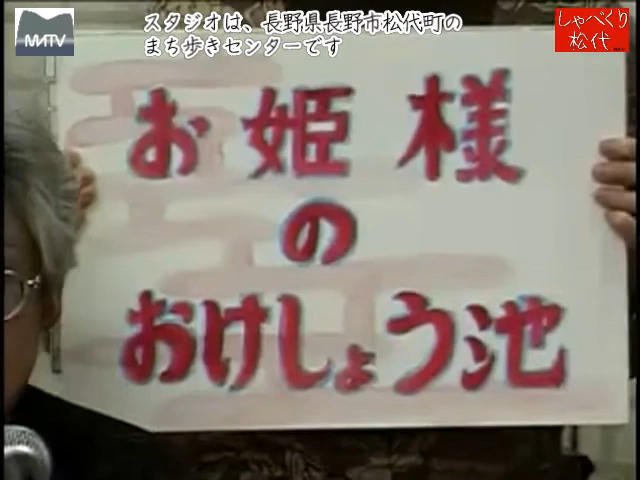 MATV
スタジオは、長野県長野市松代町の
まち歩きセンターです
しゃべくり
松代
お姫様
の
おけしょう池